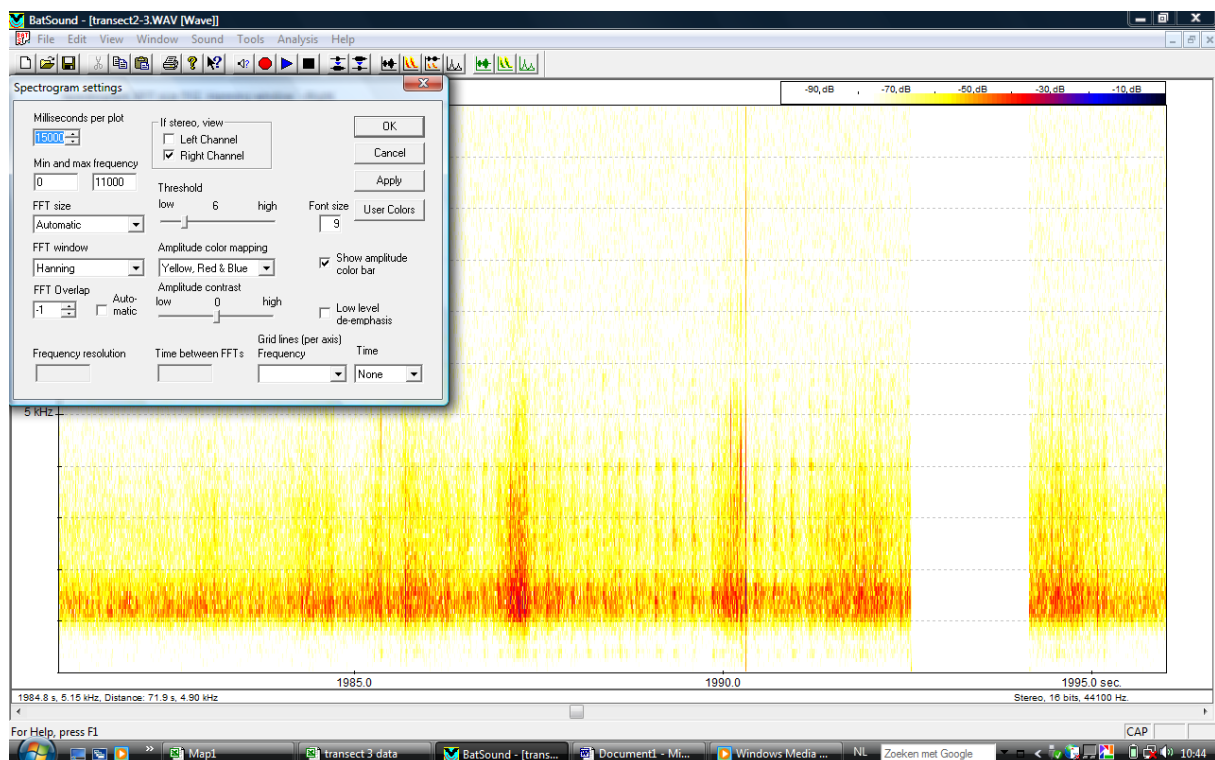 BatSound - [transect2-3.WAV [Wave]]
File Edit View Window Sound Tools Analysis Help
Spectrogram settings
-90, dB -70, dB -50, dB -30, dB -10, dB
Milliseconds per plot
15000
If stereo, view
Left Channel
Right Channel
OK
Cancel
Apply
User Colors
Min and max frequency
0 11000
Threshold
low 6 high
Font size
9
FFT size
Automatic
FFT window
Hanning
Amplitude color mapping
Yellow, Red & Blue
Show amplitude
color bar
FFT Overlap
-1
Auto-
matic
Amplitude contrast
low 0 high
Low level
de-emphasis
Grid lines (per axis)
Frequency resolution
Time between FFTs
Frequency
Time
None
5 kHz
1985.0 1990.0 1995.0 sec.
1984.8 s, 5.15 kHz, Distance: 71.9 s, 4.90 kHz
Stereo, 16 bits, 44100 Hz.
For Help, press F1
CAP
Map1
transect 3 data
BatSound - [trans...
Document1 - Mi...
Windows Media ...
NL
Zoeken met Google
10:44